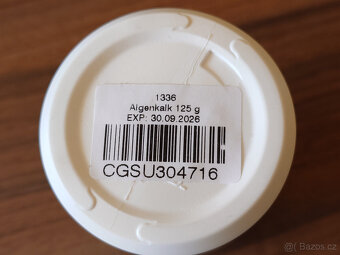 1336
Algenkalk 125 g
EXP: 30.09.2026
CGSU304716
© Bazos.cz